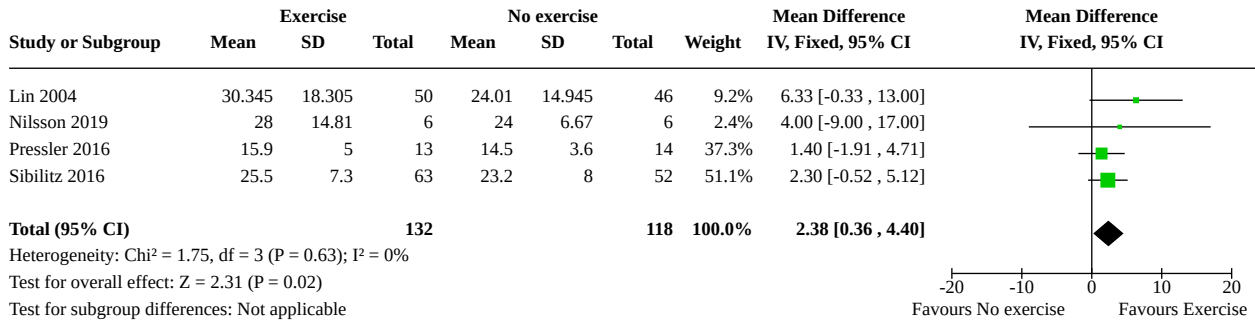 Exercise No exercise Mean Difference Mean Difference
Study or Subgroup Mean SD Total Mean SD Total Weight IV, Fixed, 95% CI IV, Fixed, 95% CI
Lin 2004 30.345 18.305 50 24.01 14.945 46 9.2% 6.33 [-0.33 , 13.00]
Nilsson 2019 28 14.81 6 24 6.67 6 2.4% 4.00 [-9.00 , 17.00]
Pressler 2016 15.9 5 13 14.5 3.6 14 37.3% 1.40 [-1.91 , 4.71]
Sibilitz 2016 25.5 7.3 63 23.2 8 52 51.1% 2.30 [-0.52 , 5.12]
Total (95% CI) 132 118 100.0% 2.38 [0.36 , 4.40]
Heterogeneity: Chi² = 1.75, df = 3 (P = 0.63); I² = 0%
Test for overall effect: Z = 2.31 (P = 0.02)
-20 -10 0 10 20
Test for subgroup differences: Not applicable Favours No exercise Favours Exercise